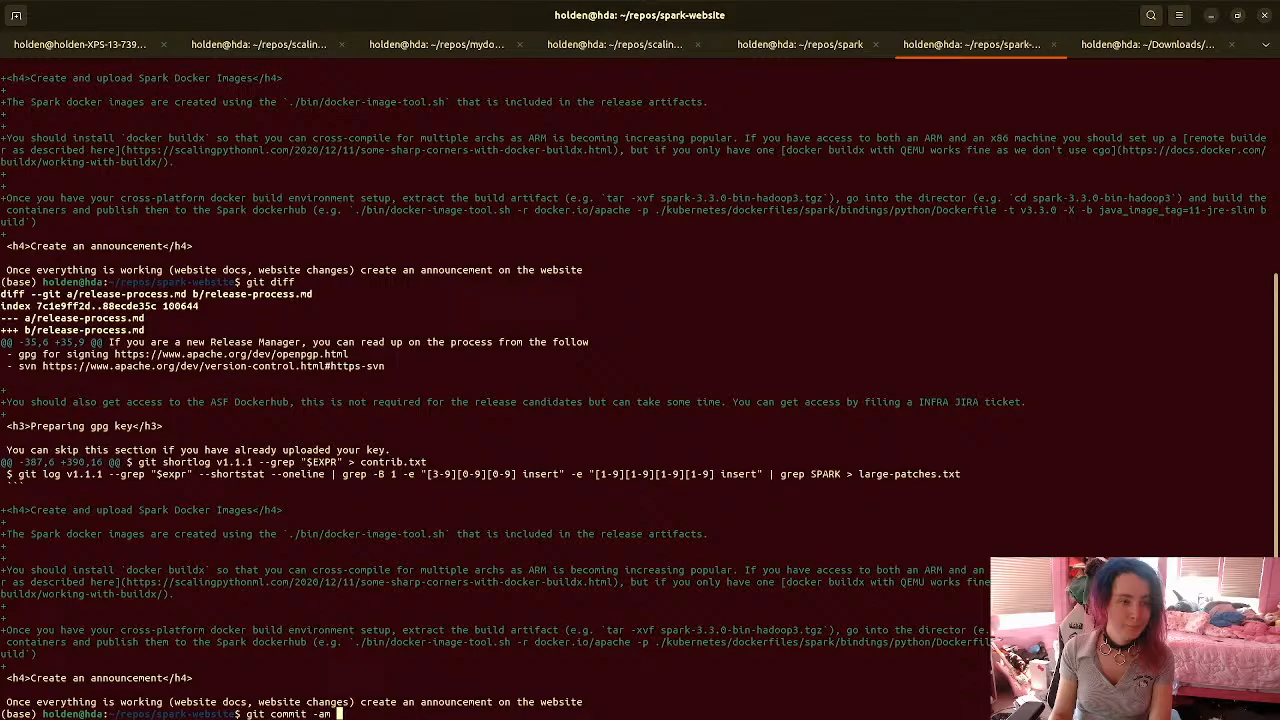 holden@hda: ~/repos/spark-website
holden@holden-XPS-13-739... × holden@hda: ~/repos/scalin... × holden@hda: ~/repos/mydo... × holden@hda: ~/repos/scalin... × holden@hda: ~/repos/spark × holden@hda: ~/repos/spark-... × holden@hda: ~/Downloads/... ×
+<h4>Create and upload Spark Docker Images</h4>
+
+The Spark docker images are created using the `./bin/docker-image-tool.sh` that is included in the release artifacts.
+
+
+You should install `docker buildx` so that you can cross-compile for multiple archs as ARM is becoming increasing popular. If you have access to both an ARM and an x86 machine you should set up a [remote builde
r as described here](https://scalingpythonml.com/2020/12/11/some-sharp-corners-with-docker-buildx.html), but if you only have one [docker buildx with QEMU works fine as we don't use cgo](https://docs.docker.com/
buildx/working-with-buildx/).
+
+
+Once you have your cross-platform docker build environment setup, extract the build artifact (e.g. `tar -xvf spark-3.3.0-bin-hadoop3.tgz`), go into the director (e.g. `cd spark-3.3.0-bin-hadoop3`) and build the
 containers and publish them to the Spark dockerhub (e.g. `./bin/docker-image-tool.sh -r docker.io/apache -p ./kubernetes/dockerfiles/spark/bindings/python/Dockerfile -t v3.3.0 -X -b java_image_tag=11-jre-slim b
uild`)
+
 <h4>Create an announcement</h4>
 Once everything is working (website docs, website changes) create an announcement on the website
(base) holden@hda:~/repos/spark-website$ git diff
diff --git a/release-process.md b/release-process.md
index 7c1e9ff2d..88ecde35c 100644
--- a/release-process.md
+++ b/release-process.md
@@ -35,6 +35,9 @@ If you are a new Release Manager, you can read up on the process from the follow
 - gpg for signing https://www.apache.org/dev/openpgp.html
 - svn https://www.apache.org/dev/version-control.html#https-svn
+
+You should also get access to the ASF Dockerhub, this is not required for the release candidates but can take some time. You can get access by filing a INFRA JIRA ticket.
+
 <h3>Preparing gpg key</h3>
 You can skip this section if you have already uploaded your key.
@@ -387,6 +390,16 @@ $ git shortlog v1.1.1 --grep "$EXPR" > contrib.txt
 $ git log v1.1.1 --grep "$expr" --shortstat --oneline | grep -B 1 -e "[3-9][0-9][0-9] insert" -e "[1-9][1-9][1-9][1-9] insert" | grep SPARK > large-patches.txt
 ```
+<h4>Create and upload Spark Docker Images</h4>
+
+The Spark docker images are created using the `./bin/docker-image-tool.sh` that is included in the release artifacts.
+
+
+You should install `docker buildx` so that you can cross-compile for multiple archs as ARM is becoming increasing popular. If you have access to both an ARM and an
r as described here](https://scalingpythonml.com/2020/12/11/some-sharp-corners-with-docker-buildx.html), but if you only have one [docker buildx with QEMU works fine
buildx/working-with-buildx/).
+
+
+Once you have your cross-platform docker build environment setup, extract the build artifact (e.g. `tar -xvf spark-3.3.0-bin-hadoop3.tgz`), go into the director (e.g.
 containers and publish them to the Spark dockerhub (e.g. `./bin/docker-image-tool.sh -r docker.io/apache -p ./kubernetes/dockerfiles/spark/bindings/python/Dockerfil
uild`)
+
 <h4>Create an announcement</h4>
 Once everything is working (website docs, website changes) create an announcement on the website
(base) holden@hda:~/repos/spark-website$ git commit -am